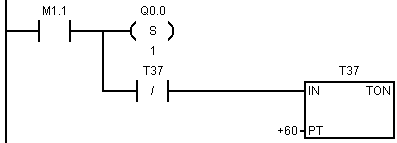 M1.1 Q0.0
S
1
T37 T37
/
IN TON
+60 PT